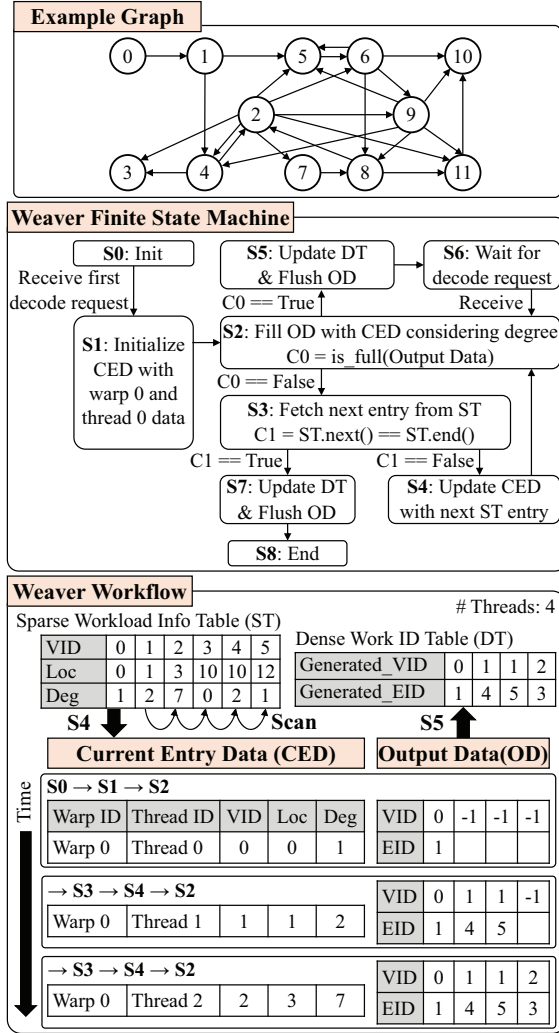 Example Graph
0 1 5 6 10
2 9
3 4 7 8 11
Weaver Finite State Machine
S0: Init
Receive first
decode request
S1: Initialize
CED with
warp 0 and
thread 0 data
S5: Update DT
& Flush OD
S6: Wait for
decode request
C0 == True
Receive
S2: Fill OD with CED considering degree
C0 = is_full(Output Data)
C0 == False
S3: Fetch next entry from ST
C1 = ST.next() == ST.end()
C1 == True
C1 == False
S7: Update DT
& Flush OD
S4: Update CED
with next ST entry
S8: End
Weaver Workflow
# Threads: 4
Sparse Workload Info Table (ST)
VID 0 1 2 3 4 5
Loc 0 1 3 10 10 12
Deg 1 2 7 0 2 1
Dense Work ID Table (DT)
Generated_VID 0 1 1 2
Generated_EID 1 4 5 3
S4
Scan
S5
Current Entry Data (CED)
Output Data(OD)
Time
S0 → S1 → S2
Warp ID Thread ID VID Loc Deg
Warp 0 Thread 0 0 0 1
VID 0 -1 -1 -1
EID 1
→ S3 → S4 → S2
Warp 0 Thread 1 1 1 2
VID 0 1 1 -1
EID 1 4 5
→ S3 → S4 → S2
Warp 0 Thread 2 2 3 7
VID 0 1 1 2
EID 1 4 5 3